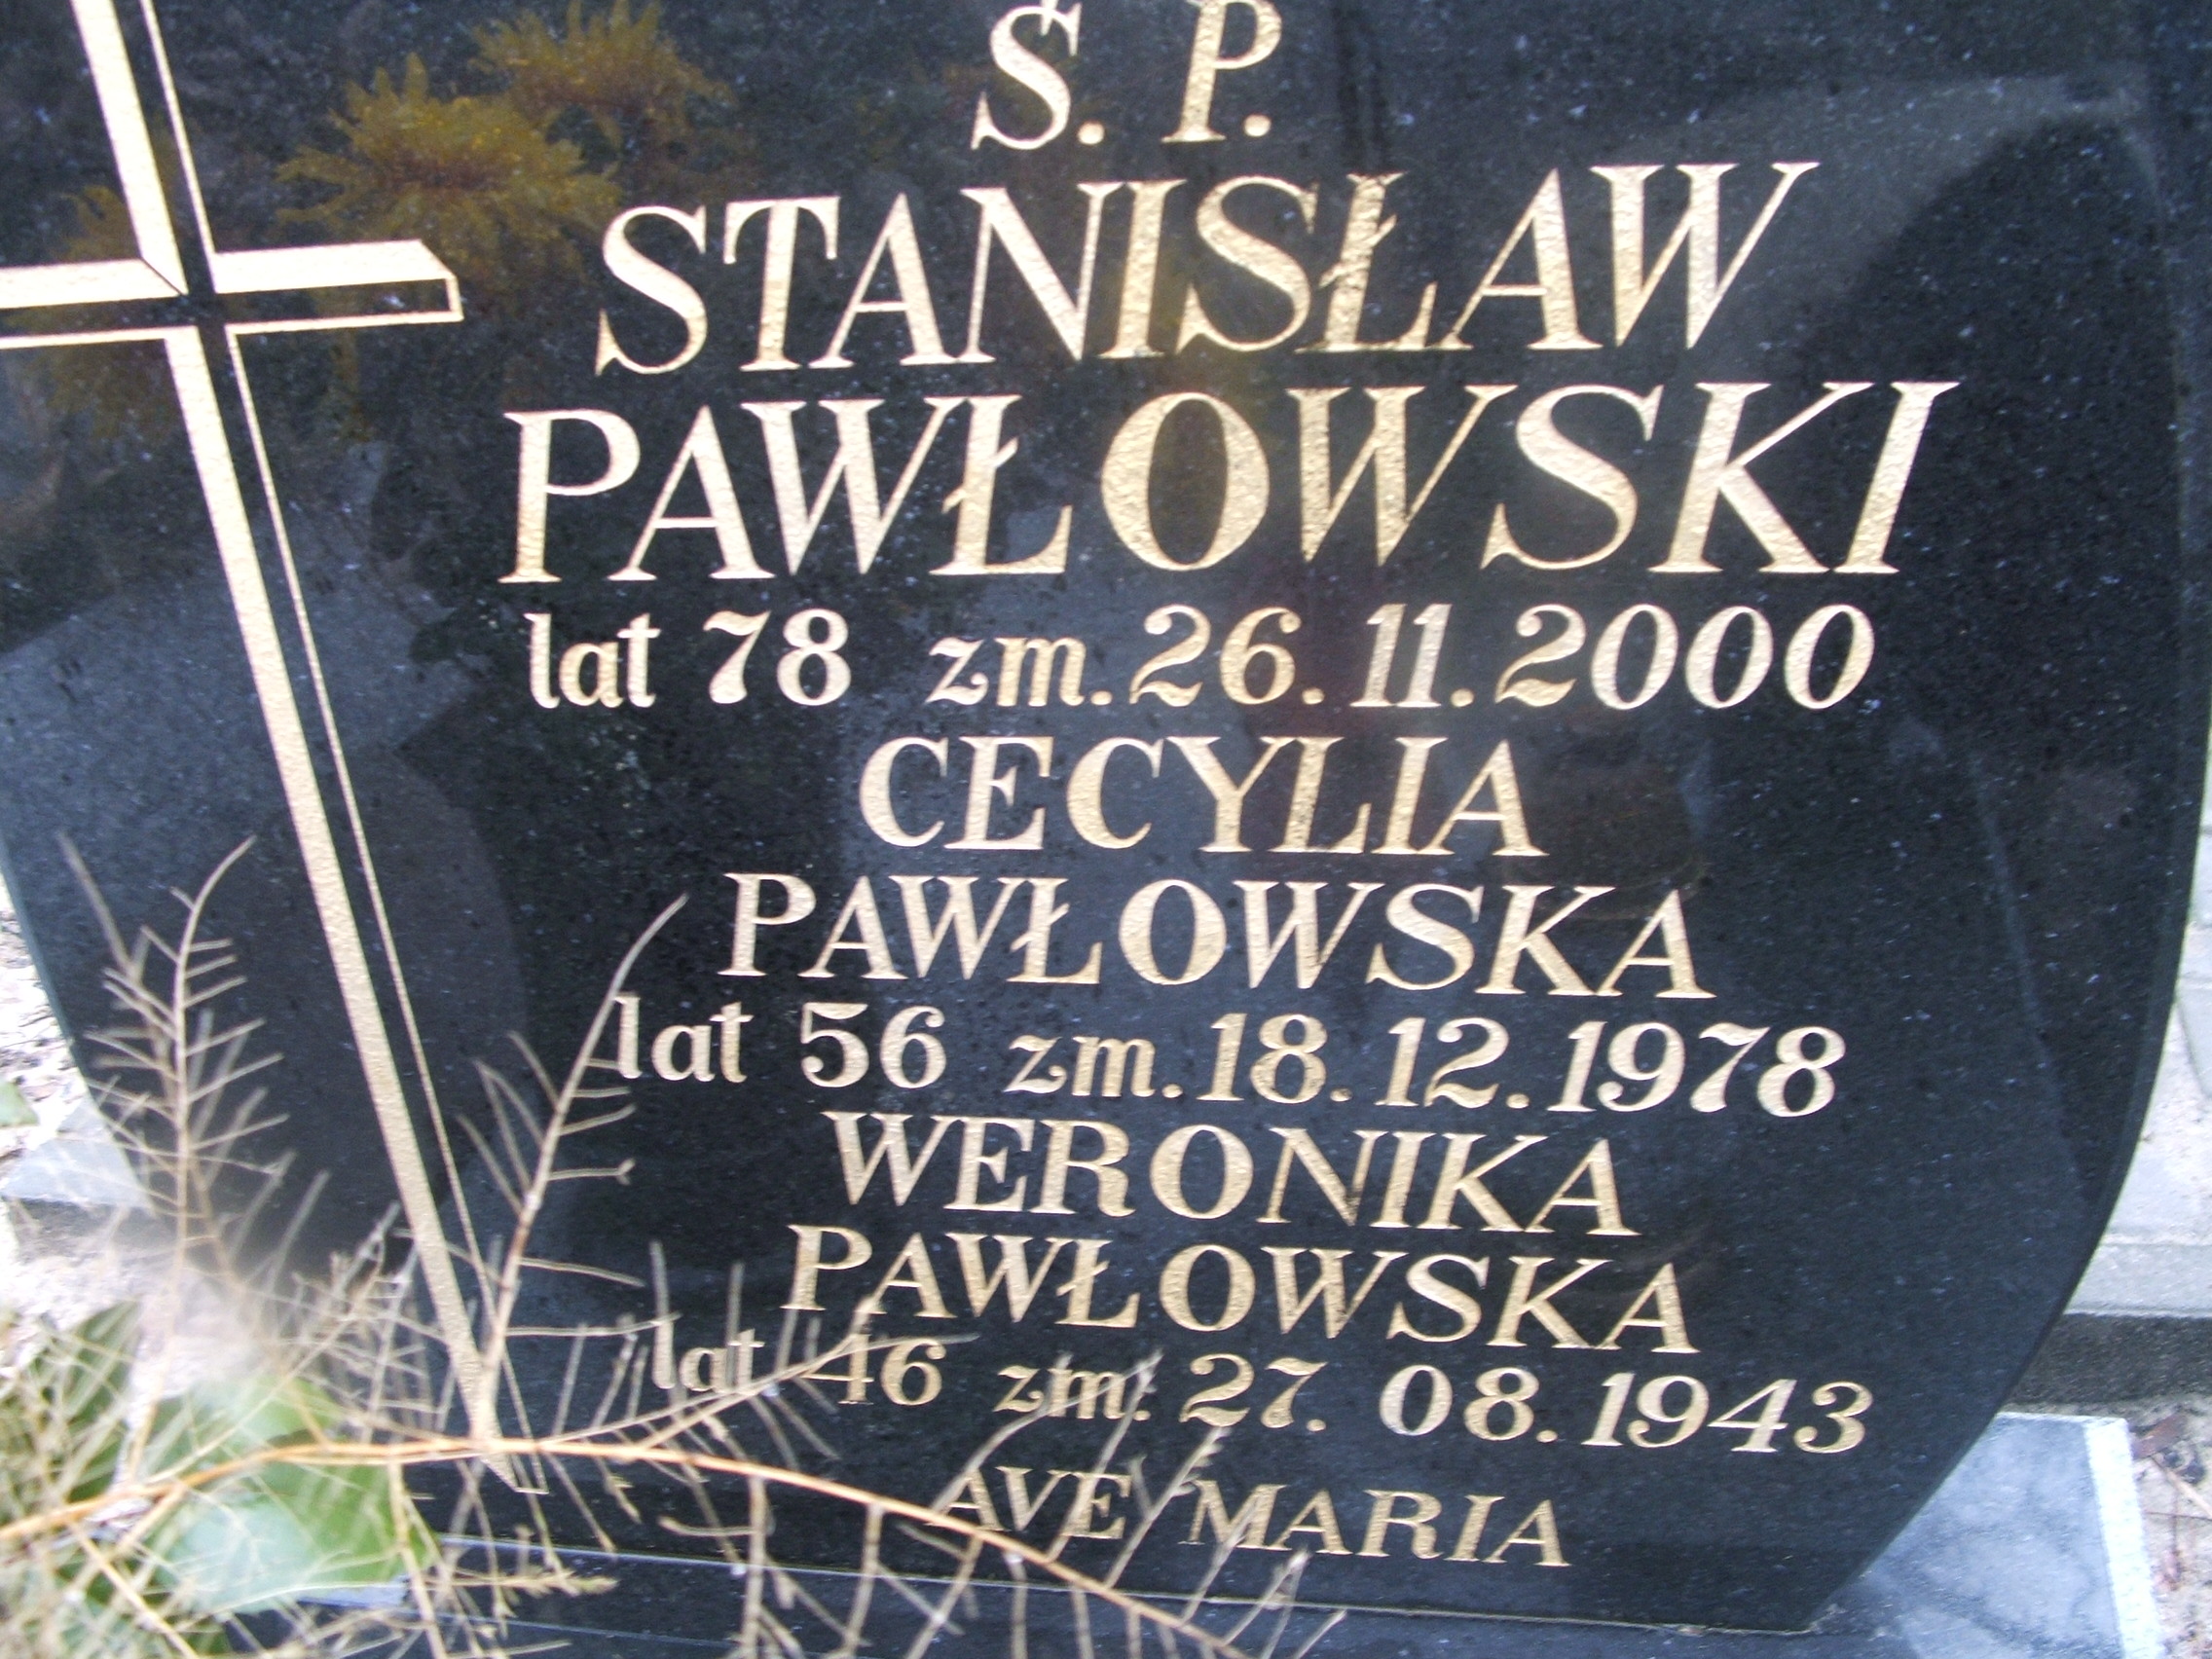 Ś. P.
STANISŁAW
PAWŁOWSKI
lat 78 zm. 26. 11. 2000
CECYLIA
PAWŁOWSKA
lat 56 zm. 18. 12. 1978
WERONIKA
PAWŁOWSKA
lat 46 zm. 27. 08. 1943
AVE MARIA